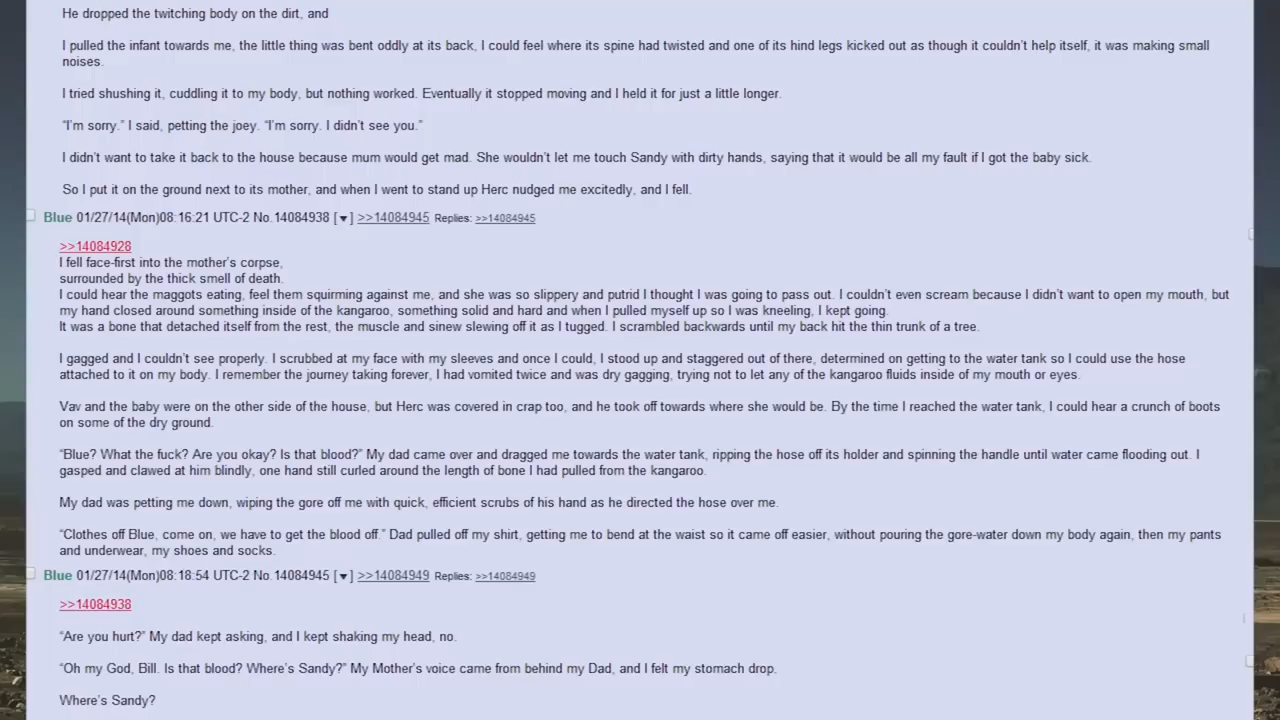 He dropped the twitching body on the dirt, and
I pulled the infant towards me, the little thing was bent oddly at its back, I could feel where its spine had twisted and one of its hind legs kicked out as though it couldn't help itself, it was making small
noises.
I tried shushing it, cuddling it to my body, but nothing worked. Eventually it stopped moving and I held it for just a little longer.
“I'm sorry.” I said, petting the joey. “I'm sorry. I didn't see you.”
I didn't want to take it back to the house because mum would get mad. She wouldn't let me touch Sandy with dirty hands, saying that it would be all my fault if I got the baby sick.
So I put it on the ground next to its mother, and when I went to stand up Herc nudged me excitedly, and I fell.
Blue 01/27/14(Mon)08:16:21 UTC-2 No.14084938 [▼] >>14084945 Replies: >>14084945
>>14084928
I fell face-first into the mother's corpse,
surrounded by the thick smell of death.
I could hear the maggots eating, feel them squirming against me, and she was so slippery and putrid I thought I was going to pass out. I couldn't even scream because I didn't want to open my mouth, but
my hand closed around something inside of the kangaroo, something solid and hard and when I pulled myself up so I was kneeling, I kept going.
It was a bone that detached itself from the rest, the muscle and sinew slewing off it as I tugged. I scrambled backwards until my back hit the thin trunk of a tree.
I gagged and I couldn't see properly. I scrubbed at my face with my sleeves and once I could, I stood up and staggered out of there, determined on getting to the water tank so I could use the hose
attached to it on my body. I remember the journey taking forever, I had vomited twice and was dry gagging, trying not to let any of the kangaroo fluids inside of my mouth or eyes.
Vav and the baby were on the other side of the house, but Herc was covered in crap too, and he took off towards where she would be. By the time I reached the water tank, I could hear a crunch of boots
on some of the dry ground.
“Blue? What the fuck? Are you okay? Is that blood?” My dad came over and dragged me towards the water tank, ripping the hose off its holder and spinning the handle until water came flooding out. I
gasped and clawed at him blindly, one hand still curled around the length of bone I had pulled from the kangaroo.
My dad was petting me down, wiping the gore off me with quick, efficient scrubs of his hand as he directed the hose over me.
“Clothes off Blue, come on, we have to get the blood off.” Dad pulled off my shirt, getting me to bend at the waist so it came off easier, without pouring the gore-water down my body again, then my pants
and underwear, my shoes and socks.
Blue 01/27/14(Mon)08:18:54 UTC-2 No.14084945 [▼] >>14084949 Replies: >>14084949
>>14084938
“Are you hurt?” My dad kept asking, and I kept shaking my head, no.
“Oh my God, Bill. Is that blood? Where's Sandy?” My Mother's voice came from behind my Dad, and I felt my stomach drop.
Where's Sandy?